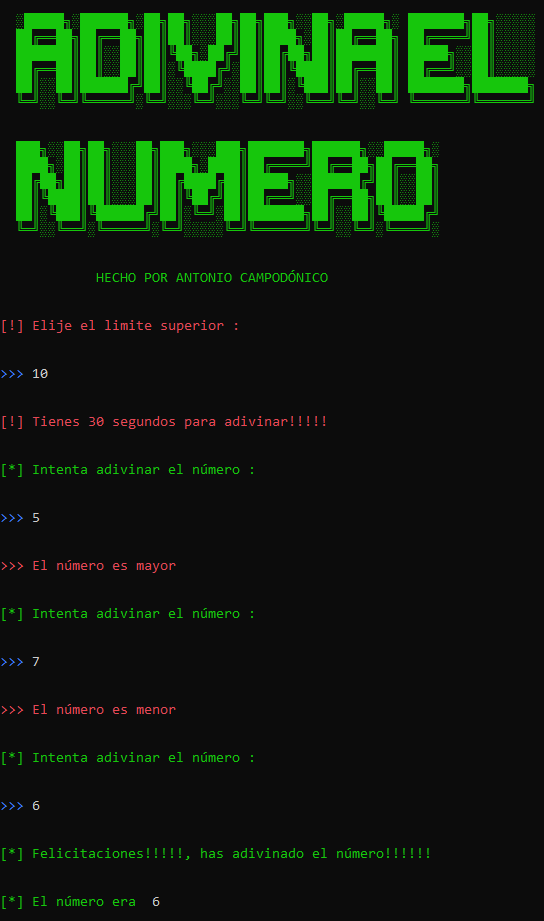 ADIVINA EL
NUMERO
HECHO POR ANTONIO CAMPODÓNICO
[!] Elije el limite superior :
>>> 10
[!] Tienes 30 segundos para adivinar!!!!!
[*] Intenta adivinar el número :
>>> 5
>>> El número es mayor
[*] Intenta adivinar el número :
>>> 7
>>> El número es menor
[*] Intenta adivinar el número :
>>> 6
[*] Felicitaciones!!!!!, has adivinado el número!!!!!!
[*] El número era  6